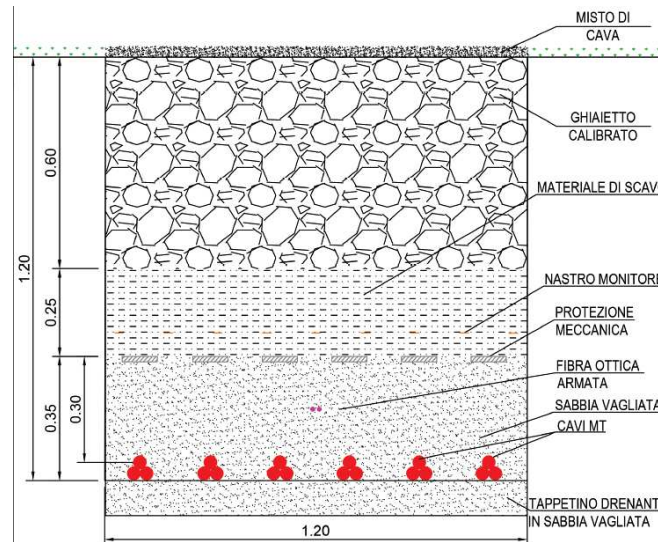 MISTO DI
CAVA
GHIAIETTO
CALIBRATO
MATERIALE DI SCAV
NASTRO MONITORE
PROTEZIONE
MECCANICA
FIBRA OTTICA
ARMATA
SABBIA VAGLIATA
CAVI MT
TAPPETINO DRENANT
IN SABBIA VAGLIATA
0.60
1.20
0.25
0.35
0.30
1.20